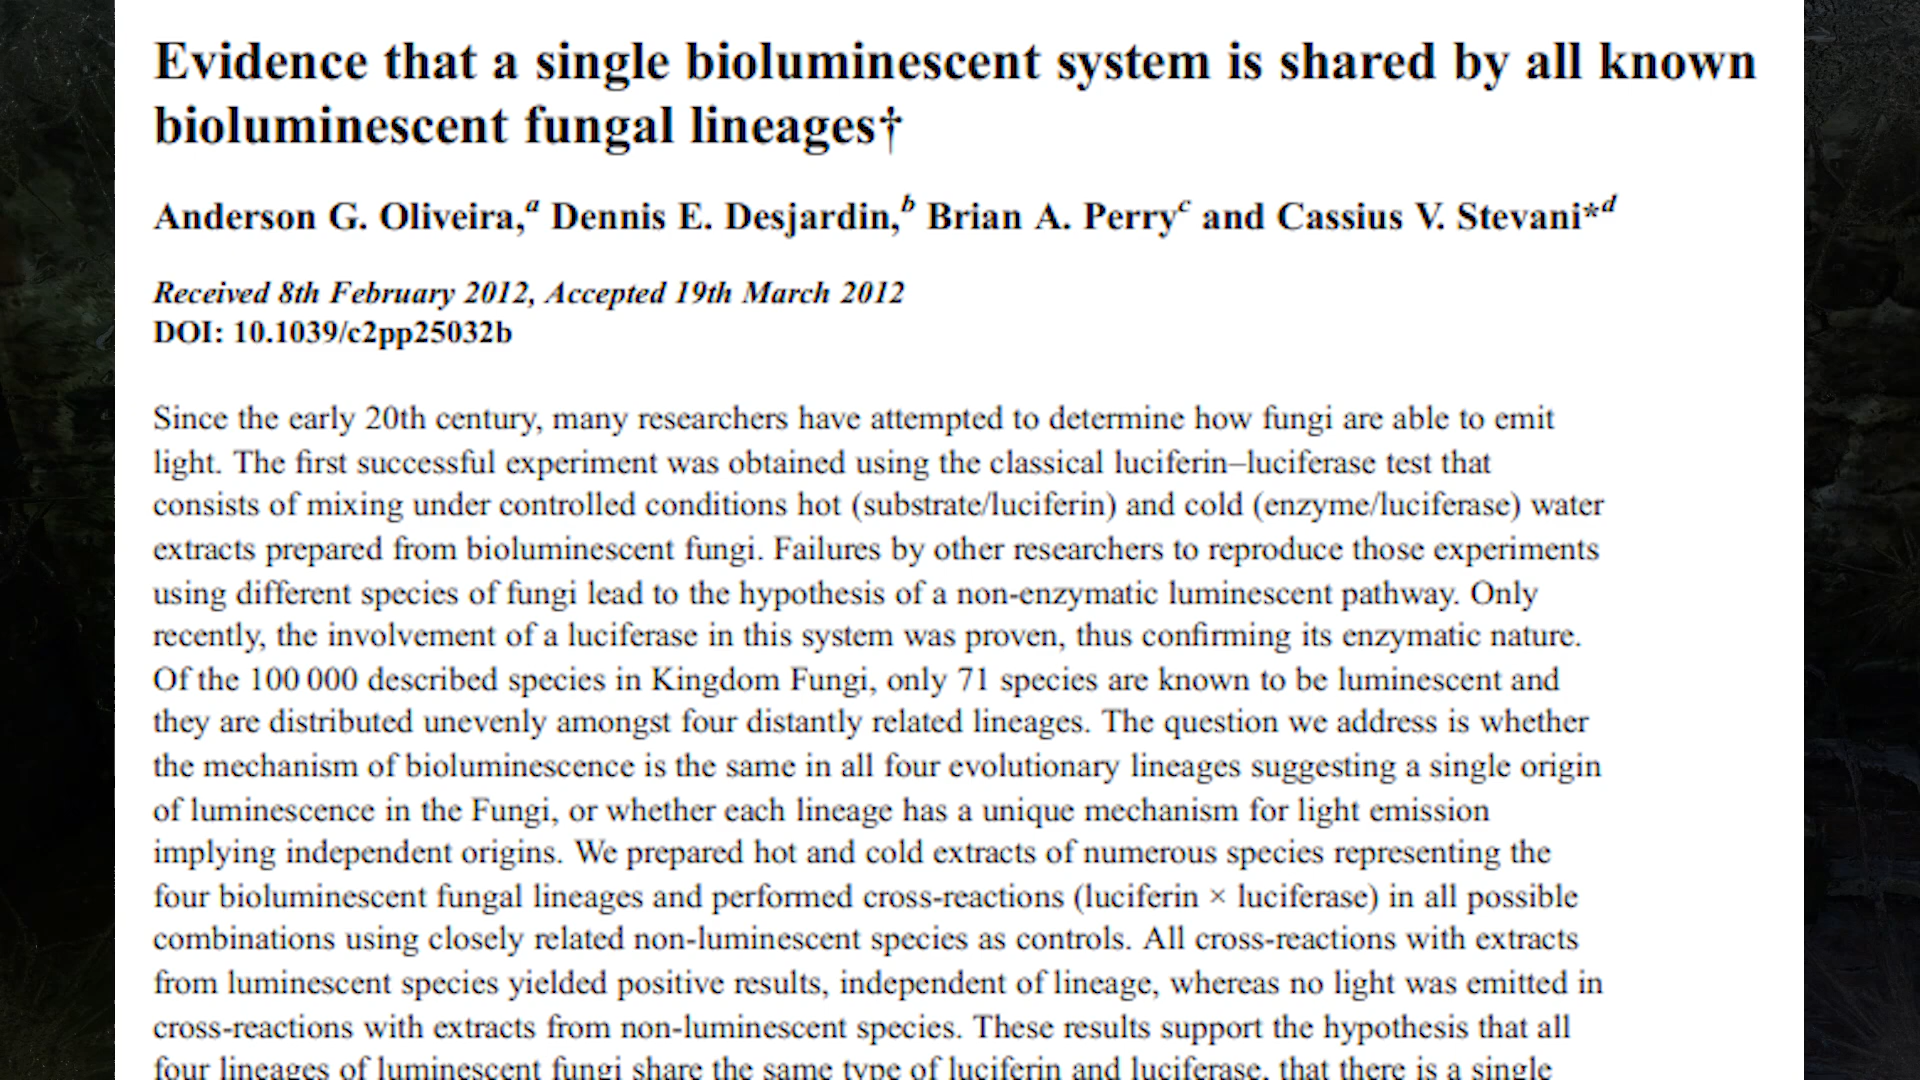 Evidence that a single bioluminescent system is shared by all known
bioluminescent fungal lineages†
Anderson G. Oliveira,a Dennis E. Desjardin,b Brian A. Perryc and Cassius V. Stevani*d
Received 8th February 2012, Accepted 19th March 2012
DOI: 10.1039/c2pp25032b
Since the early 20th century, many researchers have attempted to determine how fungi are able to emit
light. The first successful experiment was obtained using the classical luciferin–luciferase test that
consists of mixing under controlled conditions hot (substrate/luciferin) and cold (enzyme/luciferase) water
extracts prepared from bioluminescent fungi. Failures by other researchers to reproduce those experiments
using different species of fungi lead to the hypothesis of a non-enzymatic luminescent pathway. Only
recently, the involvement of a luciferase in this system was proven, thus confirming its enzymatic nature.
Of the 100 000 described species in Kingdom Fungi, only 71 species are known to be luminescent and
they are distributed unevenly amongst four distantly related lineages. The question we address is whether
the mechanism of bioluminescence is the same in all four evolutionary lineages suggesting a single origin
of luminescence in the Fungi, or whether each lineage has a unique mechanism for light emission
implying independent origins. We prepared hot and cold extracts of numerous species representing the
four bioluminescent fungal lineages and performed cross-reactions (luciferin × luciferase) in all possible
combinations using closely related non-luminescent species as controls. All cross-reactions with extracts
from luminescent species yielded positive results, independent of lineage, whereas no light was emitted in
cross-reactions with extracts from non-luminescent species. These results support the hypothesis that all
four lineages of luminescent fungi share the same type of luciferin and luciferase, that there is a single